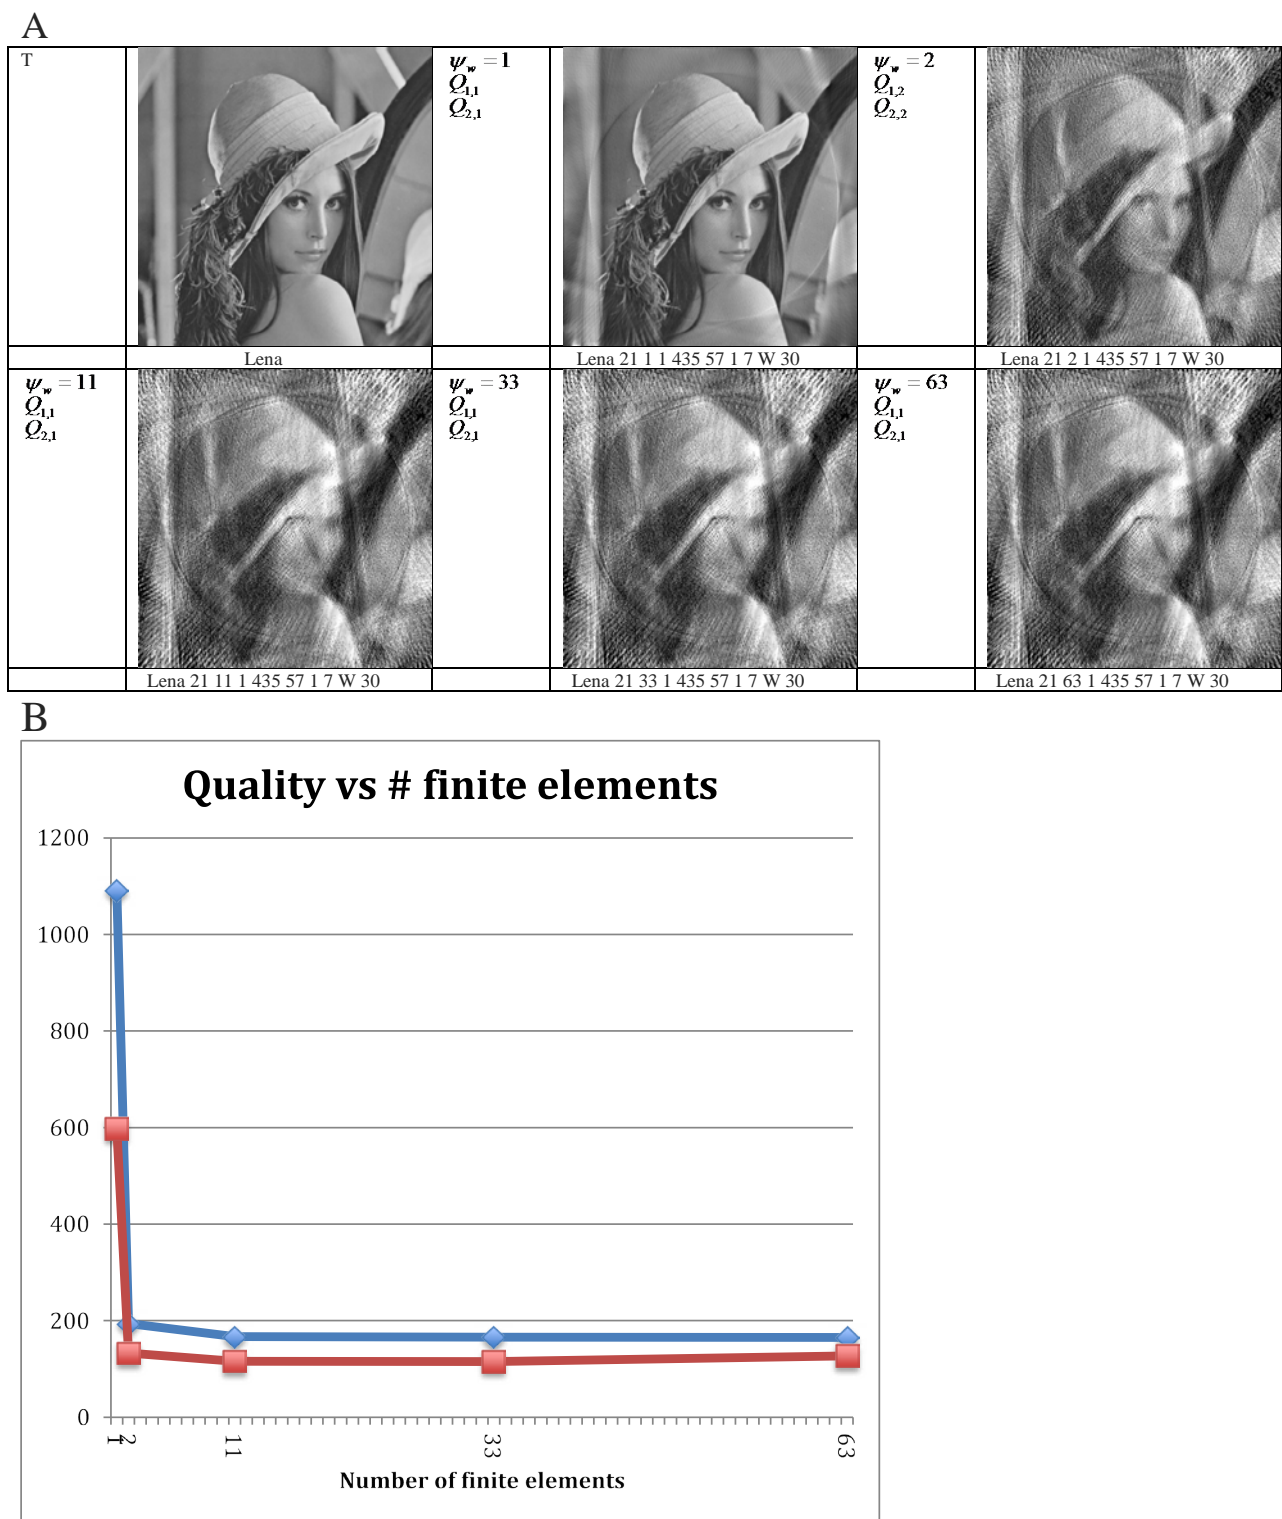 A
T
ψw = 1
Q1,1
Q2,1
ψw = 2
Q1,2
Q2,2
Lena
Lena 21 1 1 435 57 1 7 W 30
Lena 21 2 1 435 57 1 7 W 30
ψw = 11
Q1,1
Q2,1
ψw = 33
Q1,1
Q2,1
ψw = 63
Q1,1
Q2,1
Lena 21 11 1 435 57 1 7 W 30
Lena 21 33 1 435 57 1 7 W 30
Lena 21 63 1 435 57 1 7 W 30
B
Quality vs # finite elements
1200
1000
800
600
400
200
0
1 2 11 33 63
Number of finite elements